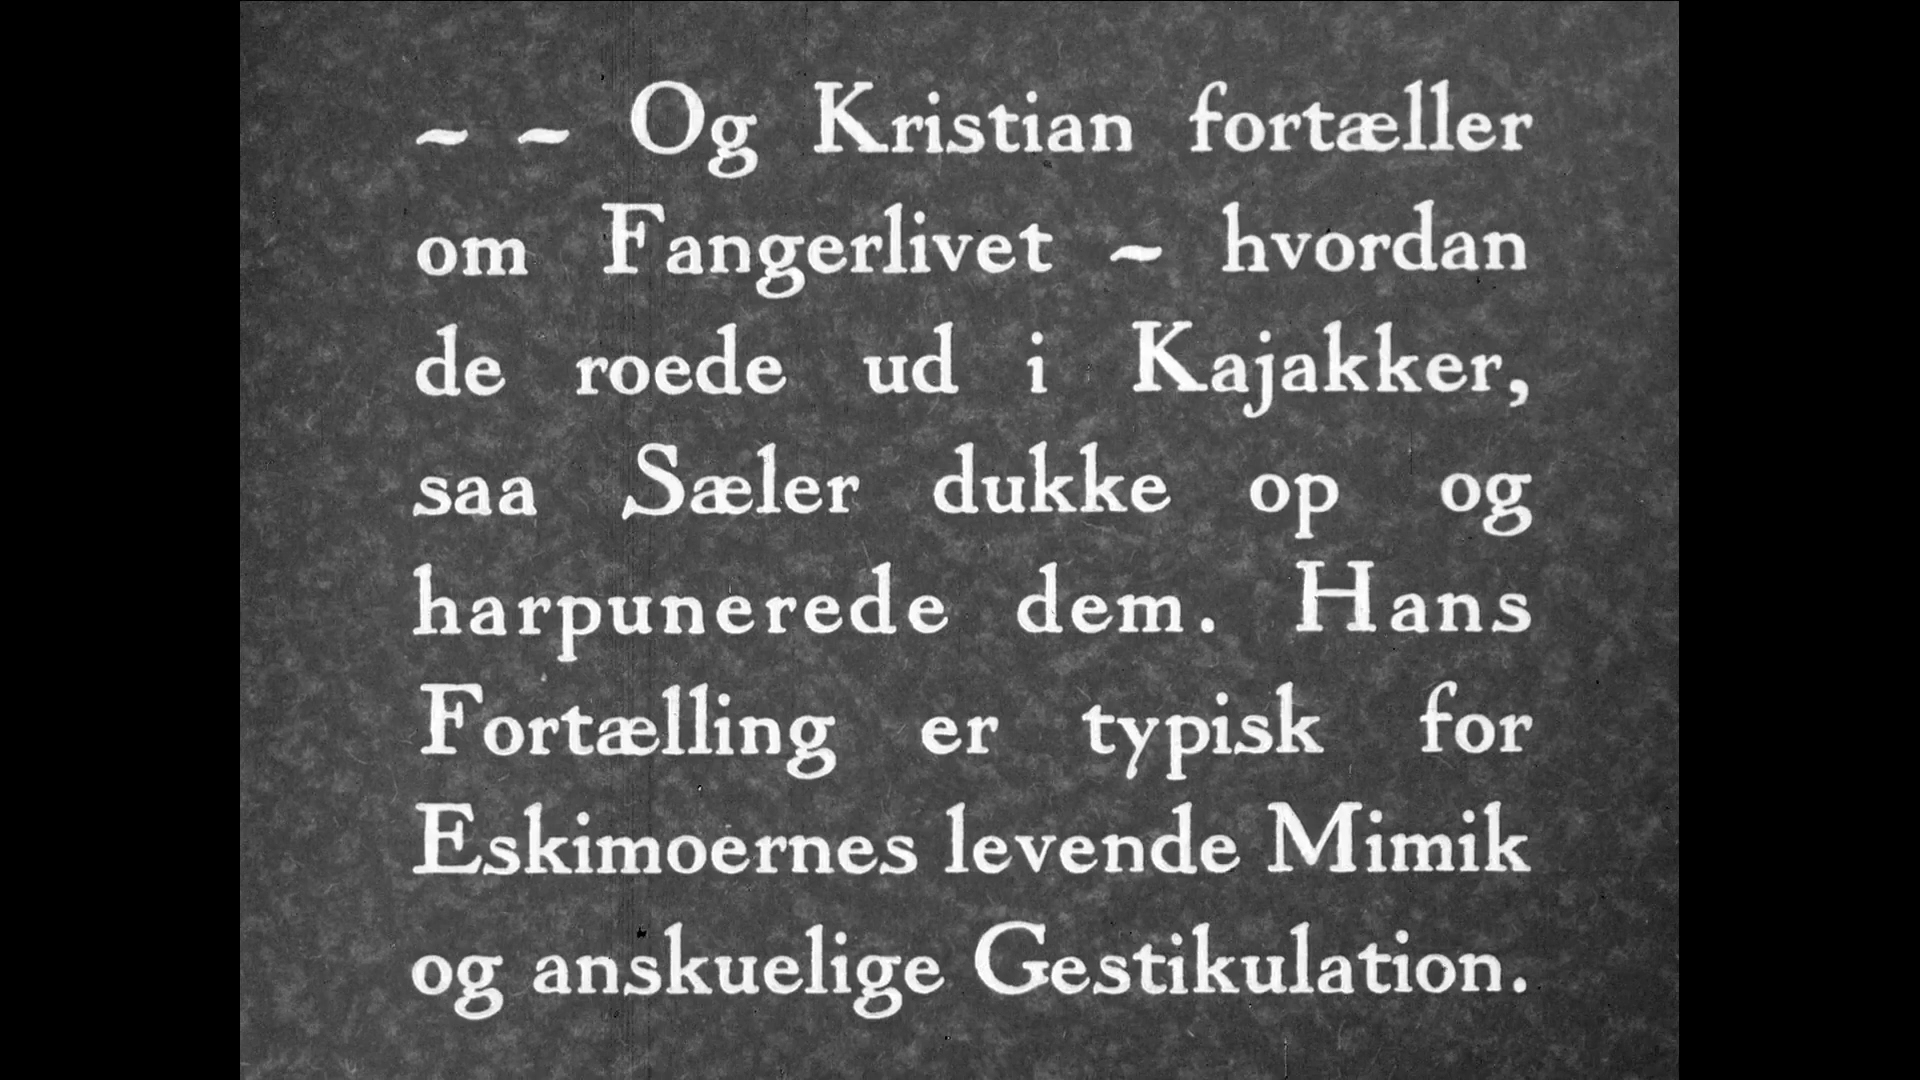 ~ ~ Og Kristian fortæller
om Fangerlivet ~ hvordan
de roede ud i Kajakker,
saa Sæler dukke op og
harpunerede dem. Hans
Fortælling er typisk for
Eskimoernes levende Mimik
og anskuelige Gestikulation.